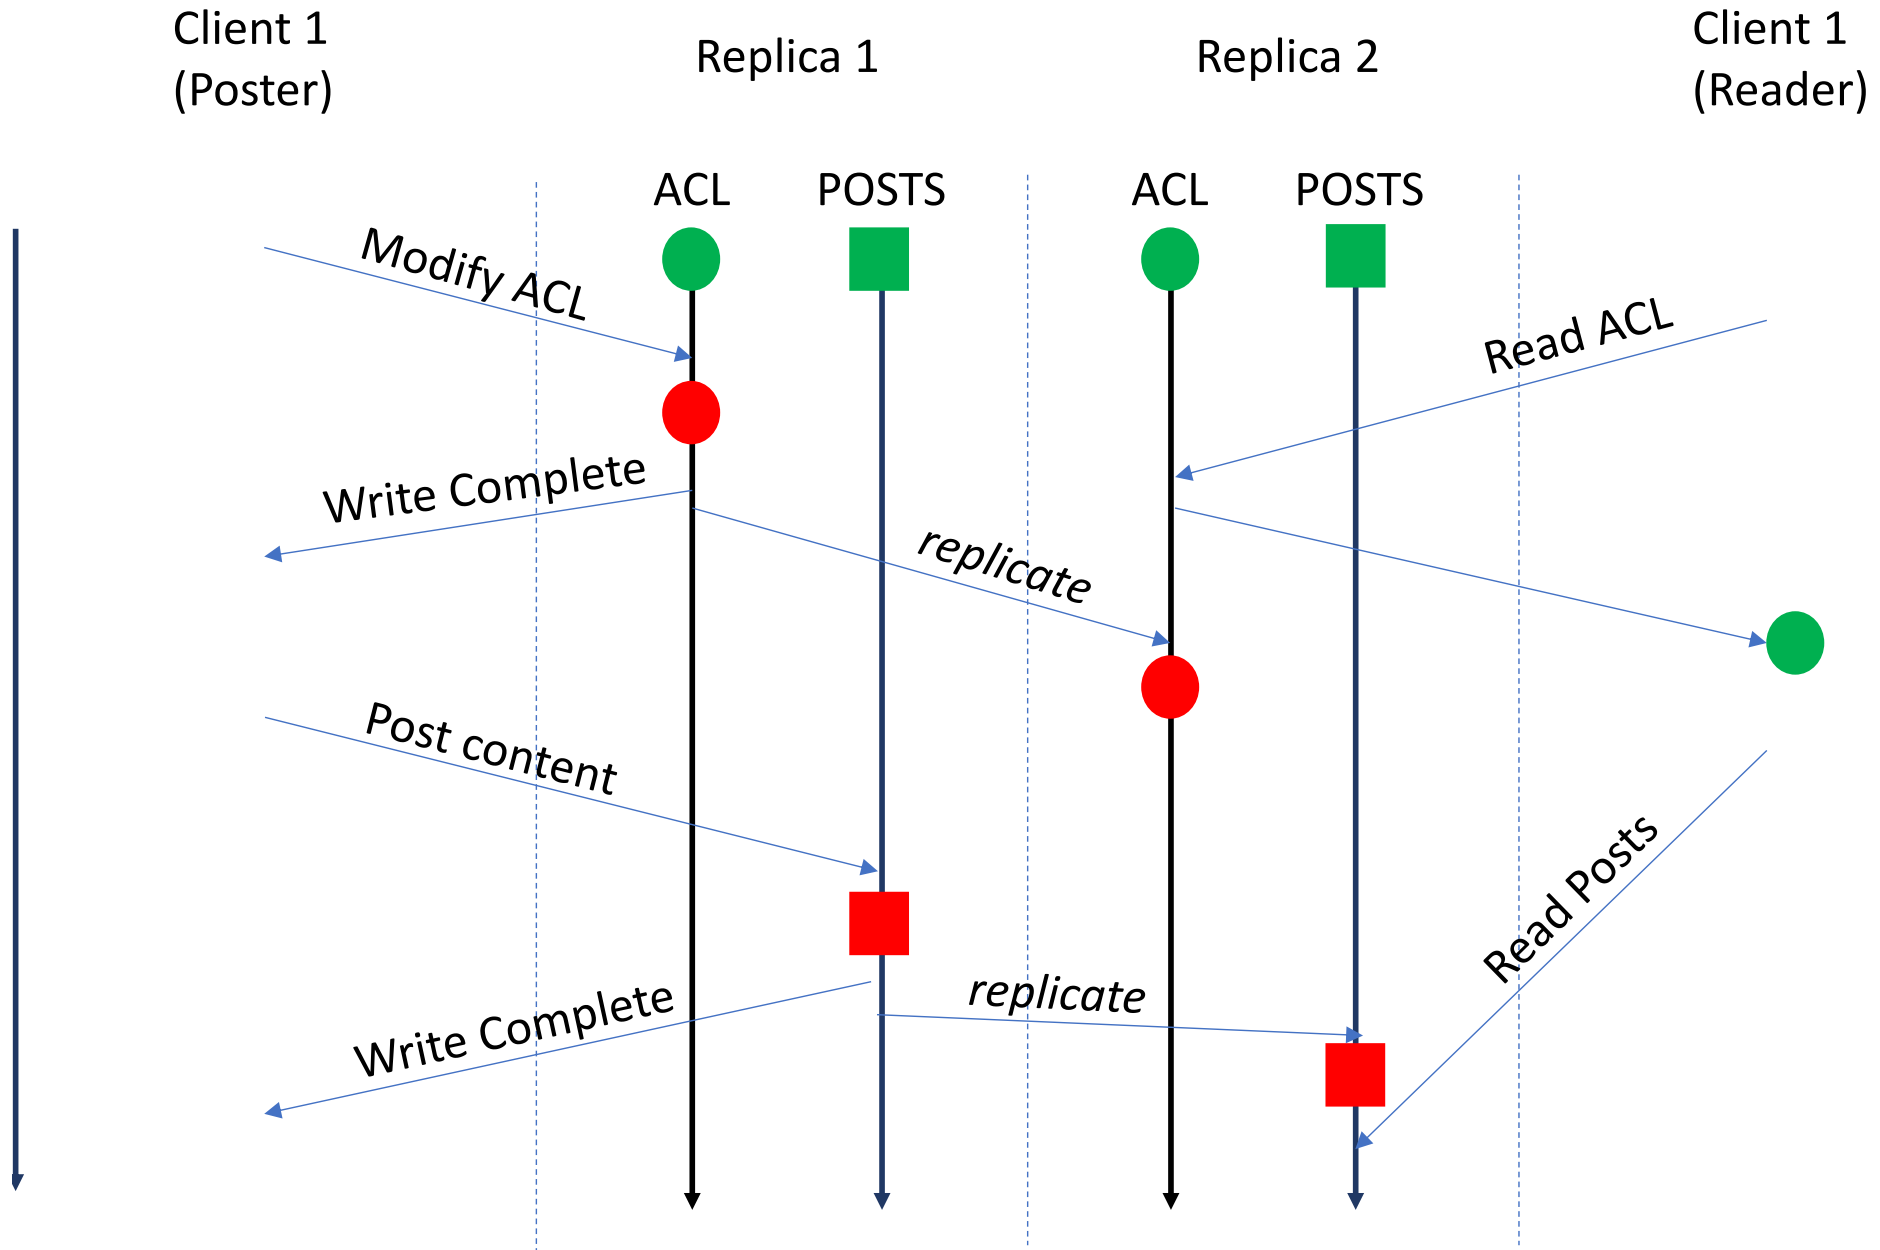 Client 1
(Poster)
Replica 1
Replica 2
Client 1
(Reader)
ACL
POSTS
ACL
POSTS
Modify ACL
Read ACL
Write Complete
replicate
Post content
Read Posts
replicate
Write Complete